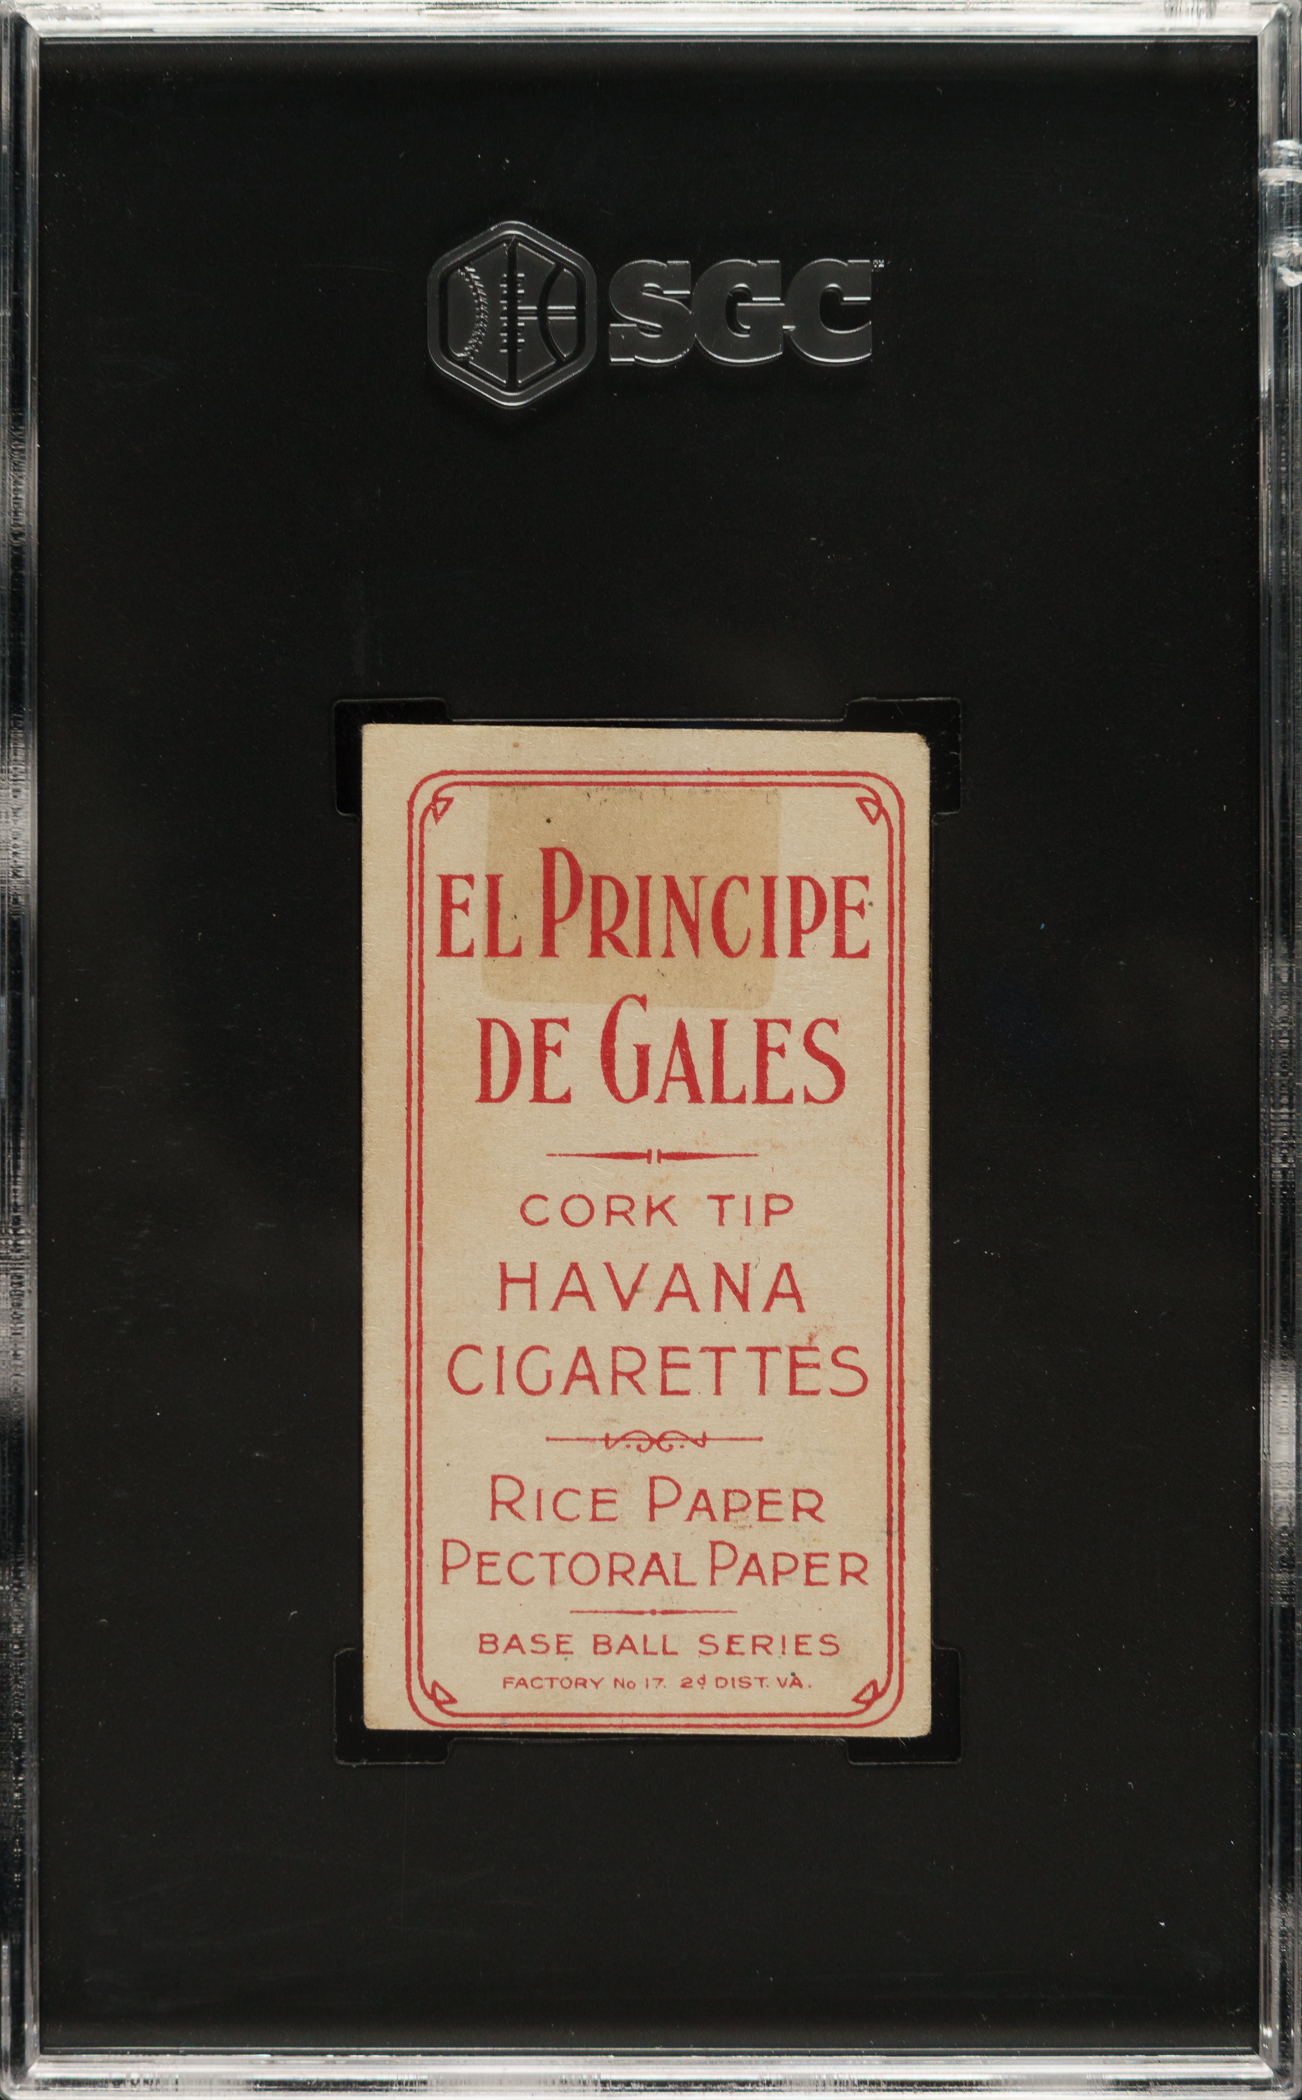 SGC
EL PRINCIPE
DE GALES
CORK TIP
HAVANA
CIGARETTES
RICE PAPER
PECTORAL PAPER
BASE BALL SERIES
FACTORY No 17. 2d DIST. VA.